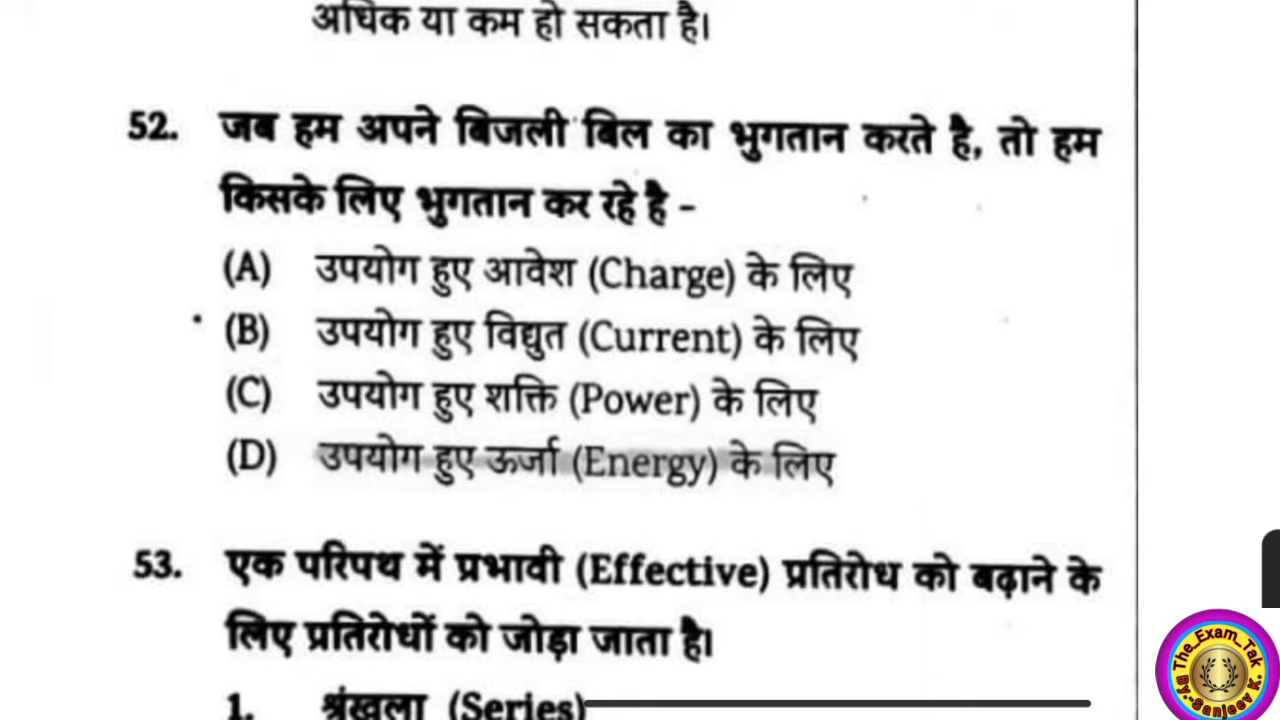 अधिक या कम हो सकता है।
52. जब हम अपने बिजली बिल का भुगतान करते है, तो हम
किसके लिए भुगतान कर रहे है -
(A) उपयोग हुए आवेश (Charge) के लिए
(B) उपयोग हुए विद्युत (Current) के लिए
(C) उपयोग हुए शक्ति (Power) के लिए
(D) उपयोग हुए ऊर्जा (Energy) के लिए
53. एक परिपथ में प्रभावी (Effective) प्रतिरोध को बढ़ाने के
लिए प्रतिरोधों को जोड़ा जाता है।
1. श्रृंखला (Series)
The_Exam_Tak
By:-Sanjeev K.